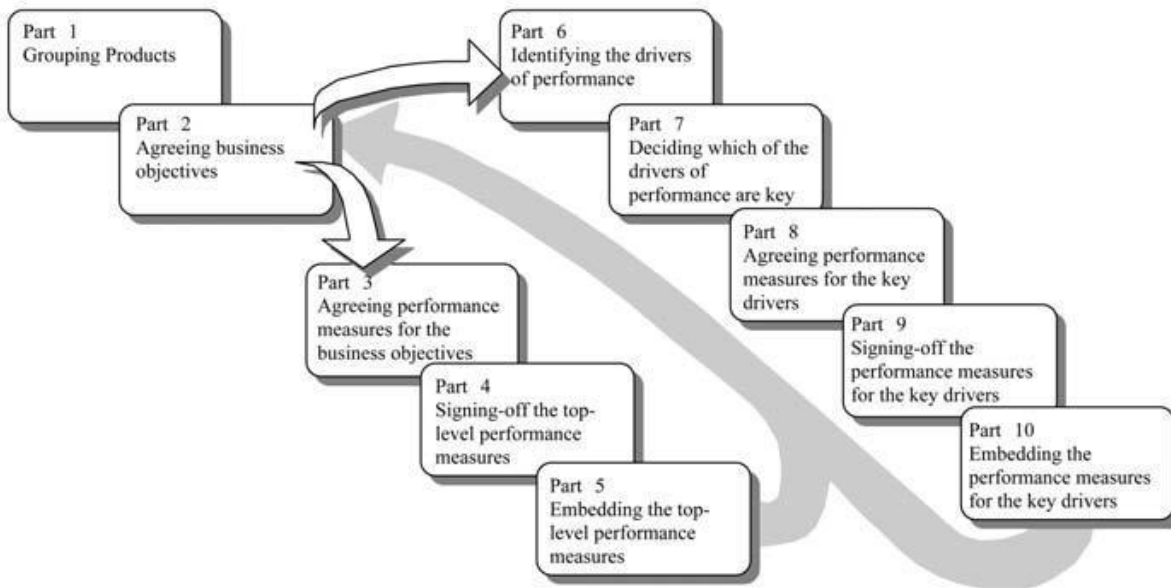 Part 1
Grouping Products
Part 2
Agreeing business
objectives
Part 3
Agreeing performance
measures for the
business objectives
Part 4
Signing-off the top-
level performance
measures
Part 5
Embedding the top-
level performance
measures
Part 6
Identifying the drivers
of performance
Part 7
Deciding which of the
drivers of
performance are key
Part 8
Agreeing performance
measures for the key
drivers
Part 9
Signing-off the
performance measures
for the key drivers
Part 10
Embedding the
performance measures
for the key drivers